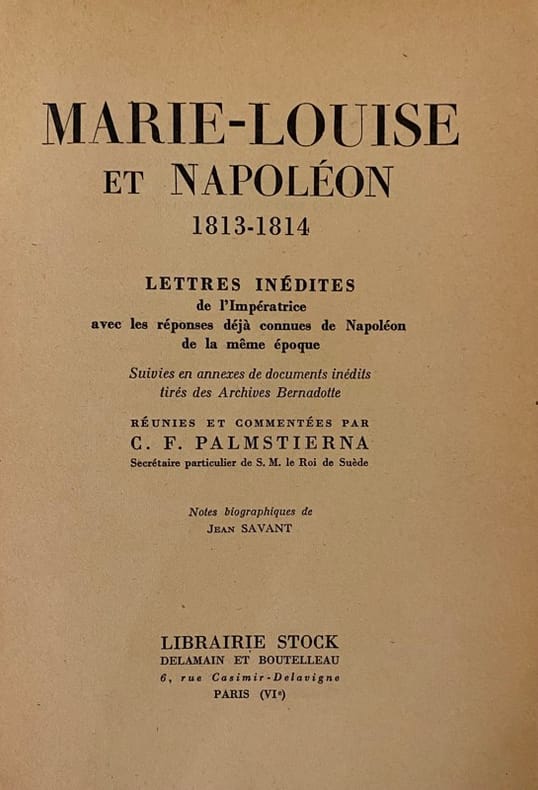 MARIE-LOUISE
ET NAPOLÉON
1813-1814
LETTRES INÉDITES
de l'Impératrice
avec les réponses déjà connues de Napoléon
de la même époque
Suivies en annexes de documents inédits
tirés des Archives Bernadotte
RÉUNIES ET COMMENTÉES PAR
C. F. PALMSTIERNA
Secrétaire particulier de S. M. le Roi de Suède
Notes biographiques de
JEAN SAVANT
LIBRAIRIE STOCK
DELAMAIN ET BOUTELLEAU
6, rue Casimir-Delavigne
PARIS (VIᵉ)